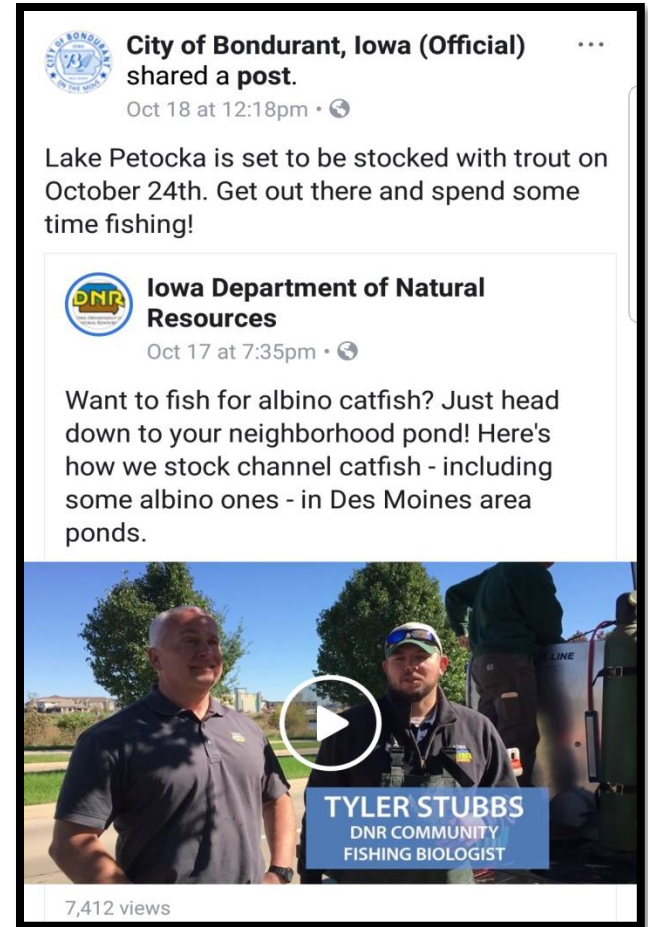 City of Bondurant, Iowa (Official)
shared a post.
Oct 18 at 12:18pm •
Lake Petocka is set to be stocked with trout on
October 24th. Get out there and spend some
time fishing!
DNR
Iowa Department of Natural
Resources
Oct 17 at 7:35pm •
Want to fish for albino catfish? Just head
down to your neighborhood pond! Here's
how we stock channel catfish - including
some albino ones - in Des Moines area
ponds.
LINE
TYLER STUBBS
DNR COMMUNITY
FISHING BIOLOGIST
7,412 views